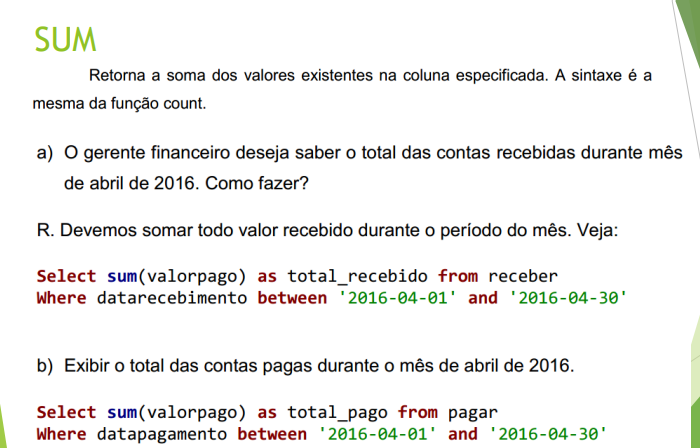 SUM
Retorna a soma dos valores existentes na coluna especificada. A sintaxe é a
mesma da função count.
a) O gerente financeiro deseja saber o total das contas recebidas durante mês
de abril de 2016. Como fazer?
R. Devemos somar todo valor recebido durante o período do mês. Veja:
Select sum(valorpago) as total_recebido from receber
Where datarecebimento between '2016-04-01' and '2016-04-30'
b) Exibir o total das contas pagas durante o mês de abril de 2016.
Select sum(valorpago) as total_pago from pagar
Where datapagamento between '2016-04-01' and '2016-04-30'